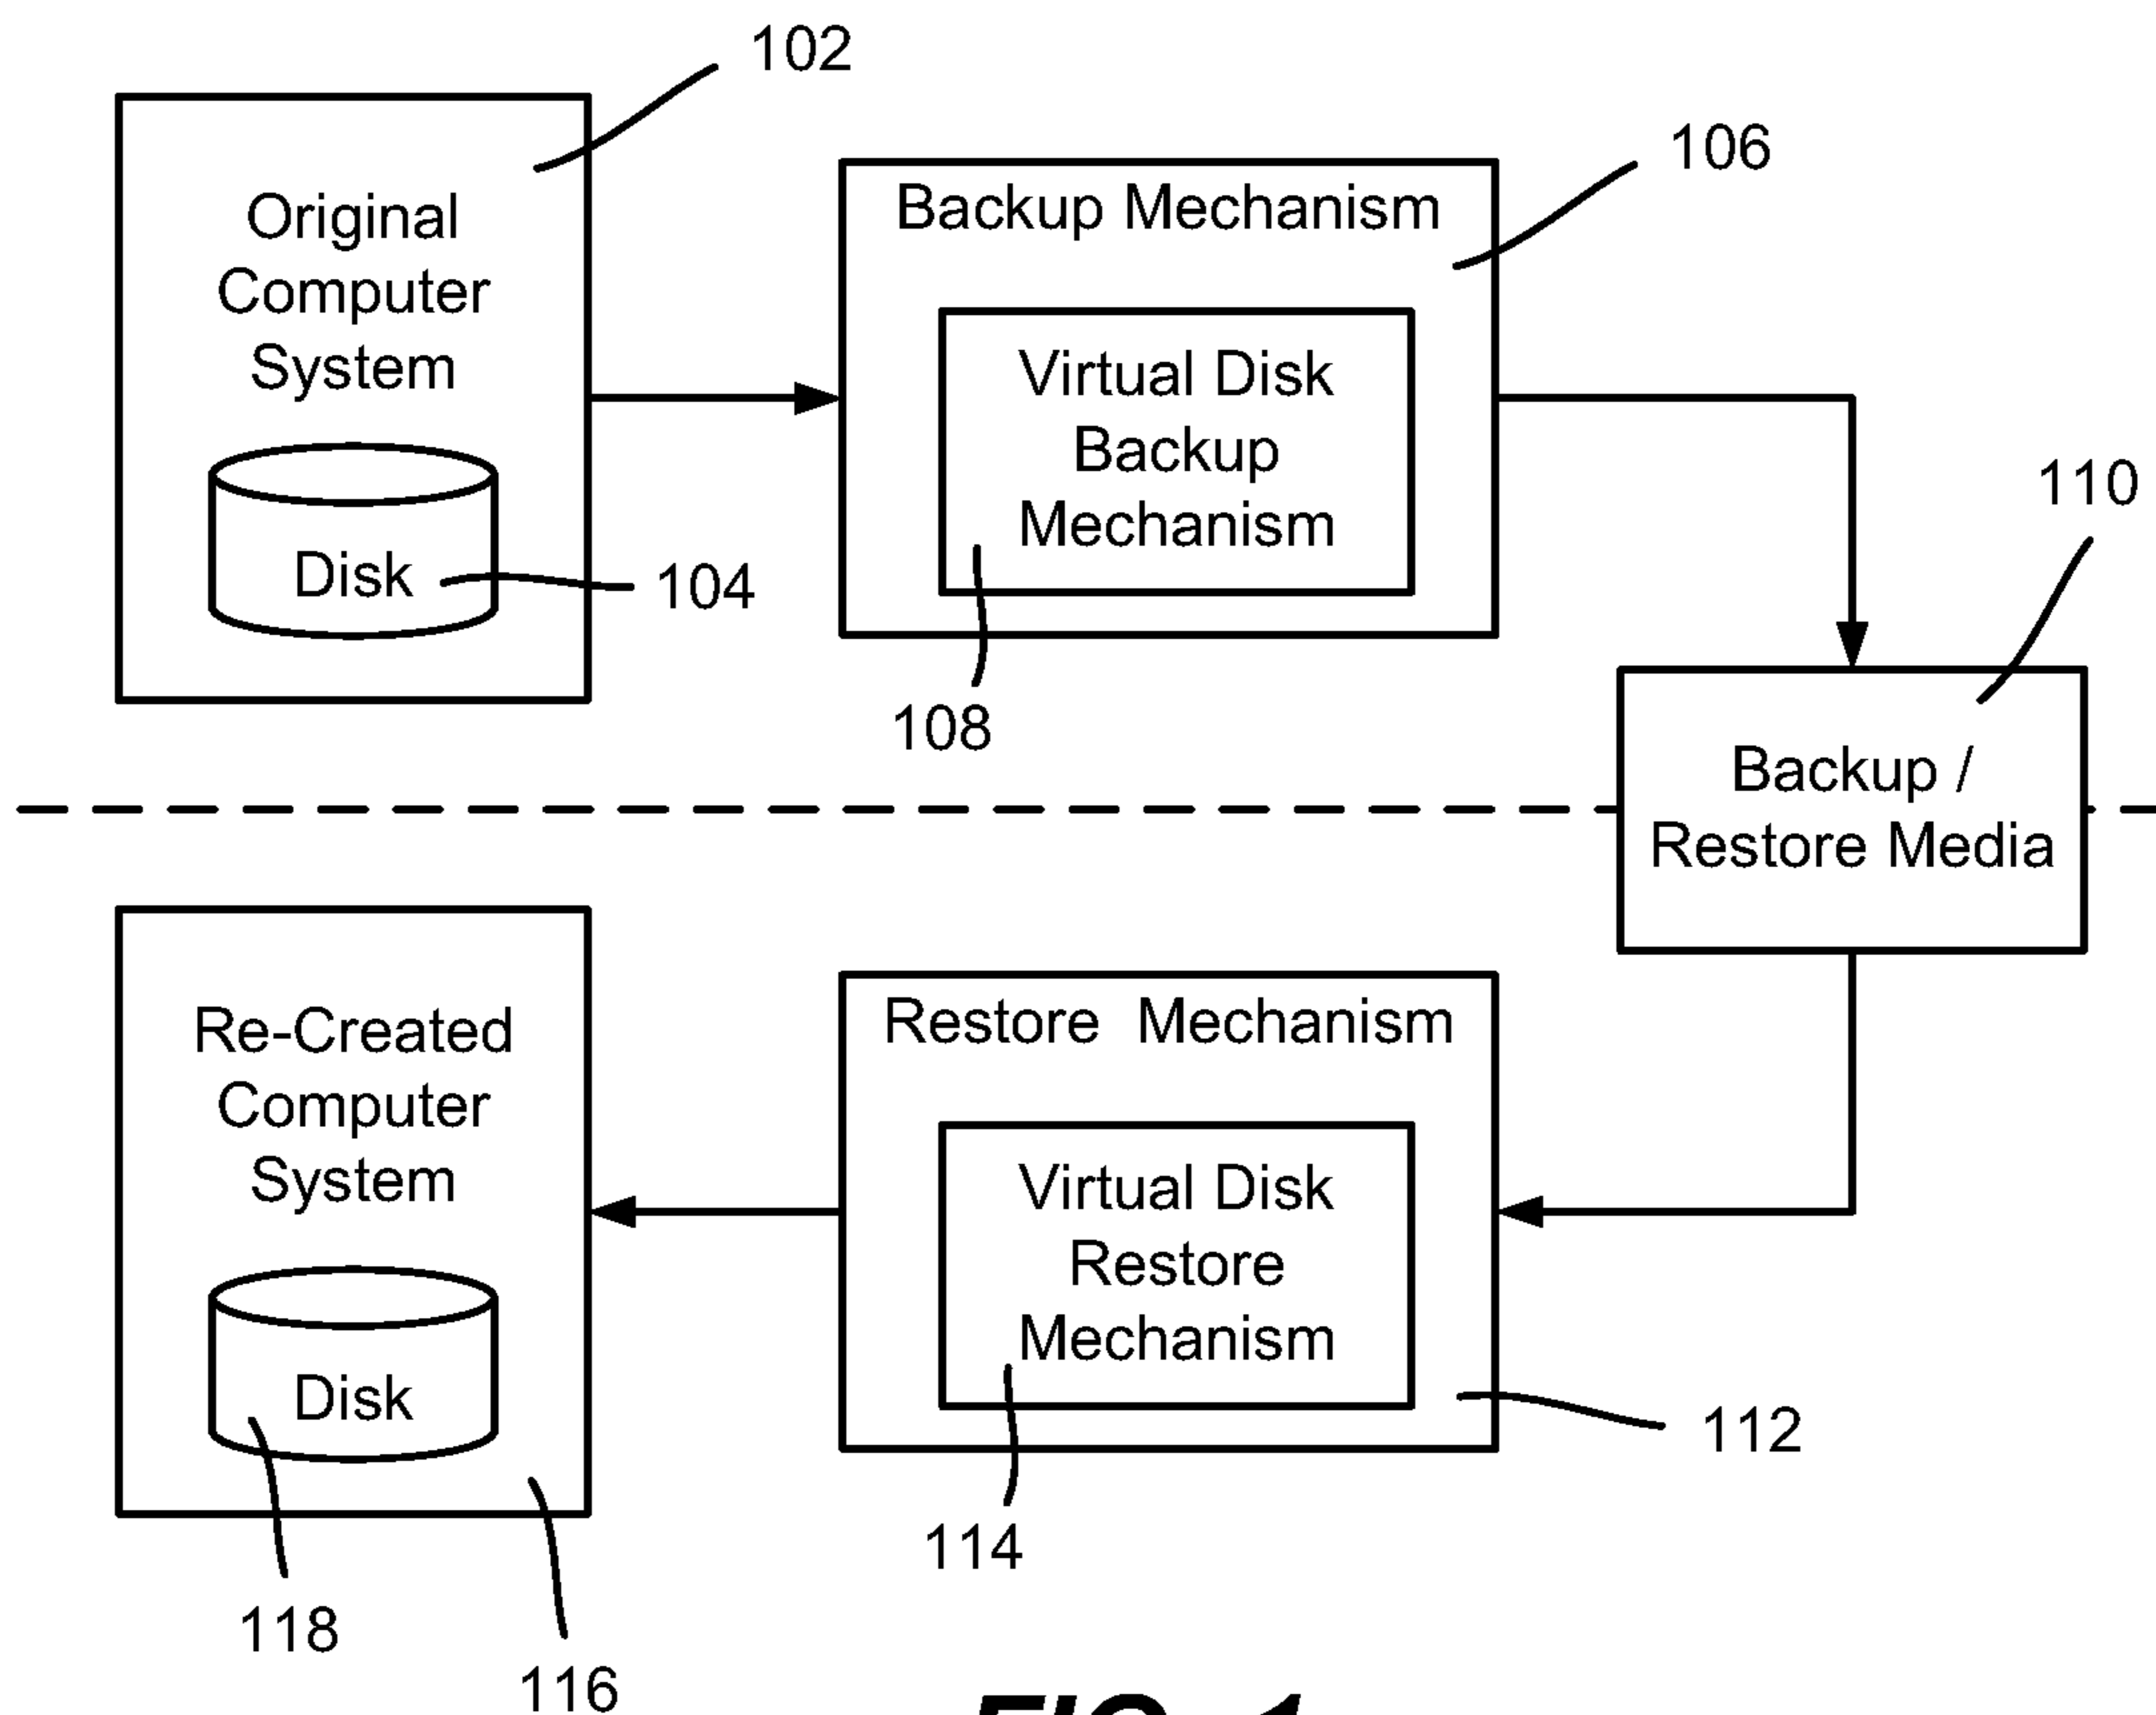 102
106
Original
Computer
System
Disk
104
Backup Mechanism
Virtual Disk
Backup
Mechanism
108
110
Backup /
Restore Media
Re-Created
Computer
System
Disk
118
116
Restore Mechanism
Virtual Disk
Restore
Mechanism
114
112